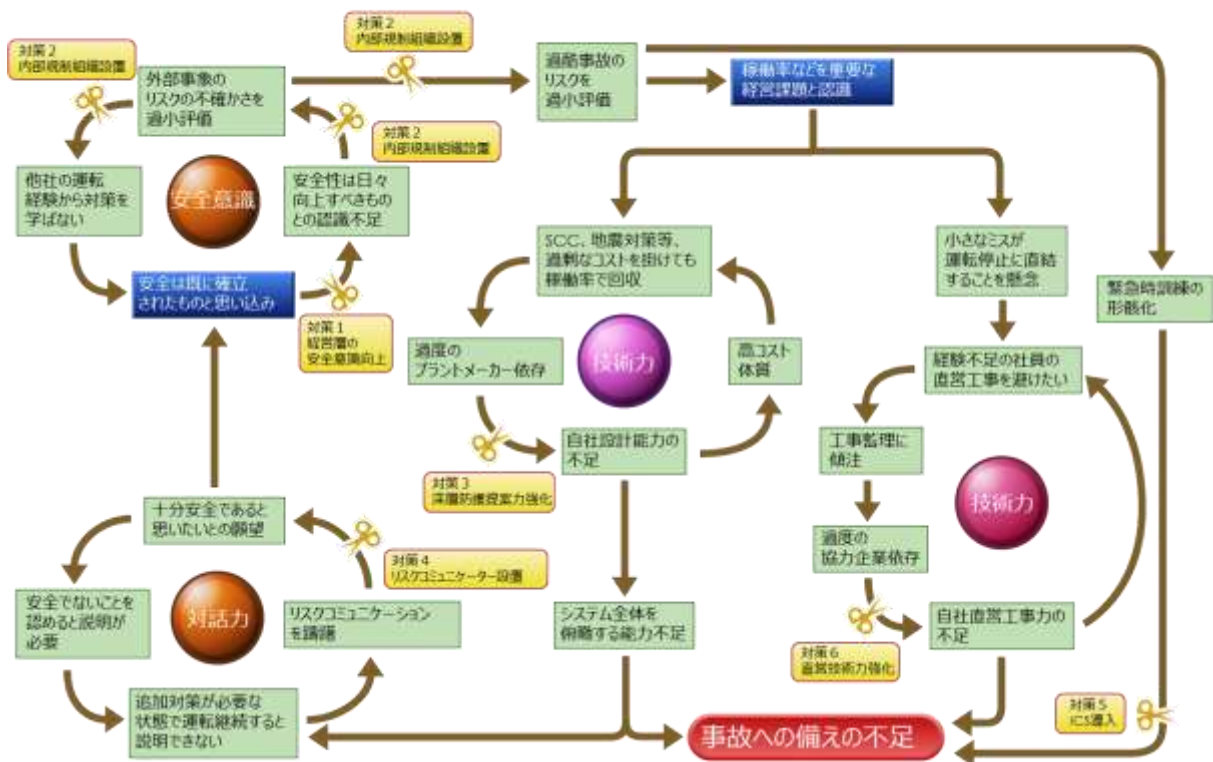 対策2
内部規制組織設置
対策2
内部規制組織設置
外部事象の
リスクの不確かさを
過小評価
過酷事故の
リスクを
過小評価
稼働率などを重要な
経営課題と認識
対策2
内部規制組織設置
他社の運転
経験から対策を
学ばない
安全意識
安全性は日々
向上すべきもの
との認識不足
SCC、地震対策等、
過剰なコストを掛けても
稼働率で回収
小さなミスが
運転停止に直結
することを懸念
緊急時訓練の
形骸化
安全は既に確立
されたものと思い込み
対策1
経営層の
安全意識向上
過度の
プラントメーカー依存
技術力
高コスト
体質
経験不足の社員の
直営工事を避けたい
自社設計能力の
不足
工事監理に
傾注
対策3
深層防護提案力強化
技術力
十分安全であると
思いたいとの願望
過度の
協力企業依存
対策4
リスクコミュニケーター設置
安全でないことを
認めると説明が
必要
対話力
リスクコミュニケーション
を躊躇
システム全体を
俯瞰する能力不足
自社直営工事力の
不足
対策6
直営技術力強化
追加対策が必要な
状態で運転継続すると
説明できない
事故への備えの不足
対策5
ICS導入